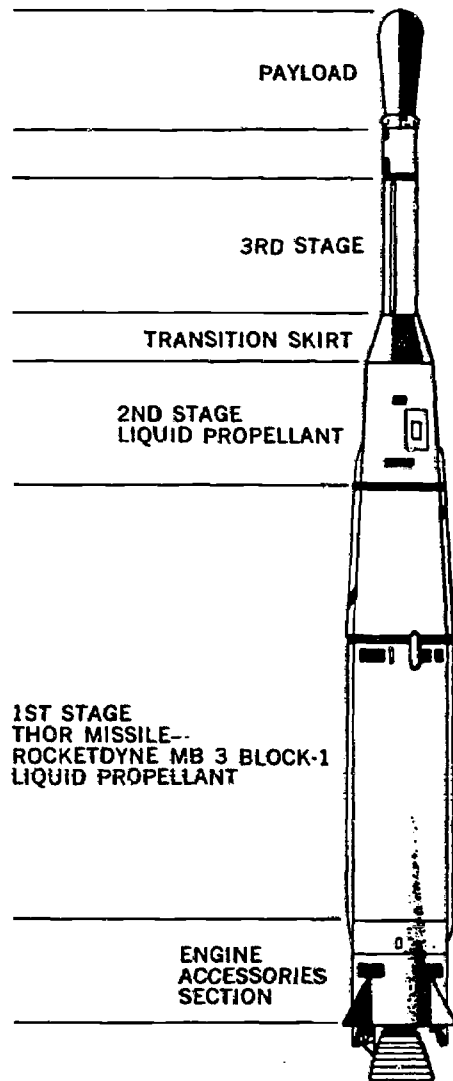 PAYLOAD
3RD STAGE
TRANSITION SKIRT
2ND STAGE
LIQUID PROPELLANT
1ST STAGE
THOR MISSILE--
ROCKETDYNE MB 3 BLOCK-1
LIQUID PROPELLANT
ENGINE
ACCESSORIES
SECTION